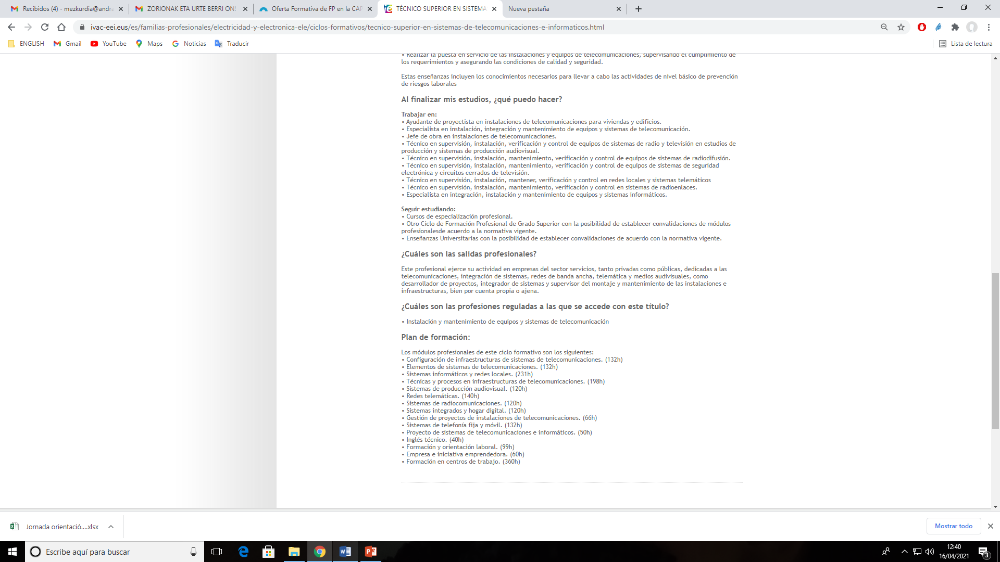 Recibidos (4) - mezkurdia@andra
ZORIONAK ETA URTE BERRI ON!
Oferta Formativa de FP en la CAP
TÉCNICO SUPERIOR EN SISTEMA
Nueva pestaña
ivac-eei.eus/es/familias-profesionales/electricidad-y-electronica-ele/ciclos-formativos/tecnico-superior-en-sistemas-de-telecomunicaciones-e-informaticos.html
ENGLISH
Gmail
YouTube
Maps
Noticias
Traducir
Lista de lectura
• Realizar la puesta en servicio de las instalaciones y equipos de telecomunicaciones, supervisando el cumplimiento de
los requerimientos y asegurando las condiciones de calidad y seguridad.
Estas enseñanzas incluyen los conocimientos necesarios para llevar a cabo las actividades de nivel básico de prevención
de riesgos laborales
Al finalizar mis estudios, ¿qué puedo hacer?
Trabajar en:
• Ayudante de proyectista en instalaciones de telecomunicaciones para viviendas y edificios.
• Especialista en instalación, integración y mantenimiento de equipos y sistemas de telecomunicación.
• Jefe de obra en instalaciones de telecomunicaciones.
• Técnico en supervisión, instalación, verificación y control de equipos de sistemas de radio y televisión en estudios de
producción y sistemas de producción audiovisual.
• Técnico en supervisión, instalación, mantenimiento, verificación y control de equipos de sistemas de radiodifusión.
• Técnico en supervisión, instalación, mantenimiento, verificación y control de equipos de sistemas de seguridad
electrónica y circuitos cerrados de televisión.
• Técnico en supervisión, instalación, mantener, verificación y control en redes locales y sistemas telemáticos
• Técnico en supervisión, instalación, mantenimiento, verificación y control en sistemas de radioenlaces.
• Especialista en integración, instalación y mantenimiento de equipos y sistemas informáticos.
Seguir estudiando:
• Cursos de especialización profesional.
• Otro Ciclo de Formación Profesional de Grado Superior con la posibilidad de establecer convalidaciones de módulos
profesionalesde acuerdo a la normativa vigente.
• Enseñanzas Universitarias con la posibilidad de establecer convalidaciones de acuerdo con la normativa vigente.
¿Cuáles son las salidas profesionales?
Este profesional ejerce su actividad en empresas del sector servicios, tanto privadas como públicas, dedicadas a las
telecomunicaciones, integración de sistemas, redes de banda ancha, telemática y medios audivisuales, como
desarrollador de proyectos, integrador de sistemas y supervisor del montaje y mantenimiento de las instalaciones e
infraestructuras, bien por cuenta propia o ajena.
¿Cuáles son las profesiones reguladas a las que se accede con este título?
• Instalación y mantenimiento de equipos y sistemas de telecomunicación
Plan de formación:
Los módulos profesionales de este ciclo formativo son los siguientes:
• Configuración de infraestructuras de sistemas de telecomunicaciones. (132h)
• Elementos de sistemas de telecomunicaciones. (132h)
• Sistemas informáticos y redes locales. (231h)
• Técnicas y procesos en infraestructuras de telecomunicaciones. (198h)
• Sistemas de producción audiovisual. (120h)
• Redes telemáticas. (140h)
• Sistemas de radiocomunicaciones. (120h)
• Sistemas integrados y hogar digital. (120h)
• Gestión de proyectos de instalaciones de telecomunicaciones. (66h)
• Sistemas de telefonía fija y móvil. (132h)
• Proyecto de sistemas de telecomunicaciones e informáticos. (50h)
• Inglés técnico. (40h)
• Formación y orientación laboral. (99h)
• Empresa e iniciativa emprendedora. (60h)
• Formación en centros de trabajo. (360h)
Jornada orientació....xlsx
Mostrar todo
Escribe aquí para buscar
12:40
16/04/2021
3